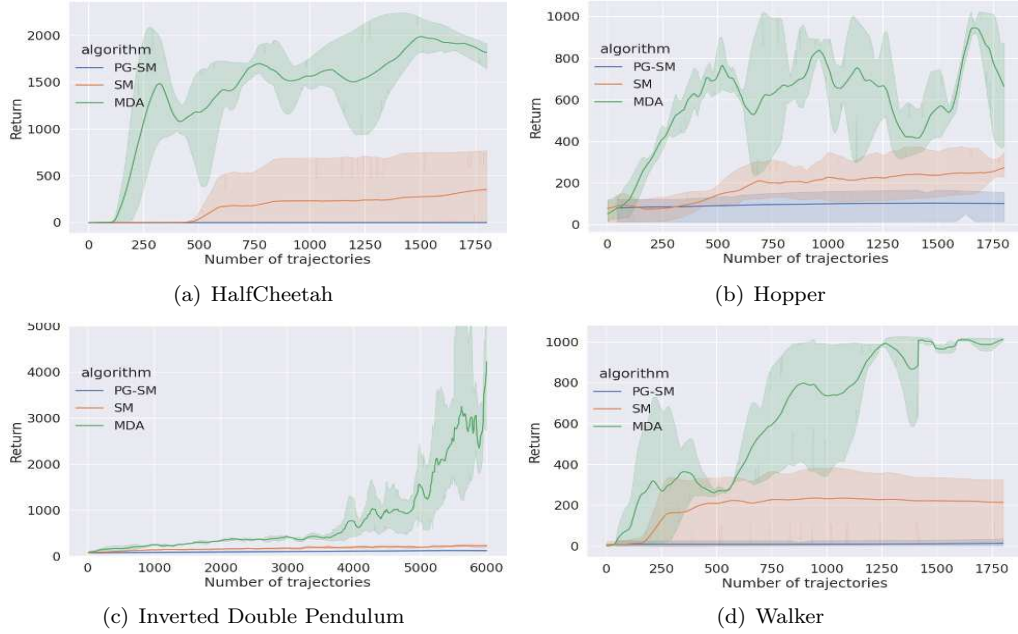 algorithm
PG-SM
SM
MDA
Return
2000
1500
1000
500
0
0 250 500 750 1000 1250 1500 1750
Number of trajectories
(a) HalfCheetah
algorithm
PG-SM
SM
MDA
Return
1000
800
600
400
200
0
0 250 500 750 1000 1250 1500 1750
Number of trajectories
(b) Hopper
algorithm
PG-SM
SM
MDA
Return
5000
4000
3000
2000
1000
0
0 1000 2000 3000 4000 5000 6000
Number of trajectories
(c) Inverted Double Pendulum
algorithm
PG-SM
SM
MDA
Return
1000
800
600
400
200
0
0 250 500 750 1000 1250 1500 1750
Number of trajectories
(d) Walker